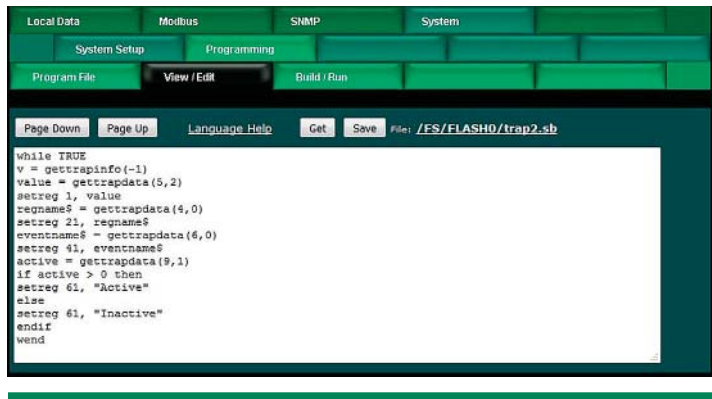 Local Data Modbus SNMP System
System Setup Programming
Program File View / Edit Build / Run
Page Down Page Up Language Help Get Save File: /FS/FLASH0/trap2.sb
while TRUE
v = gettrapinfo(-1)
value = gettrapdata(5,2)
setreg 1, value
regname$ = gettrapdata(4,0)
setreg 21, regname$
eventname$ = gettrapdata(6,0)
setreg 41, eventname$
active = gettrapdata(9,1)
if active > 0 then
setreg 61, "Active"
else
setreg 61, "Inactive"
endif
wend